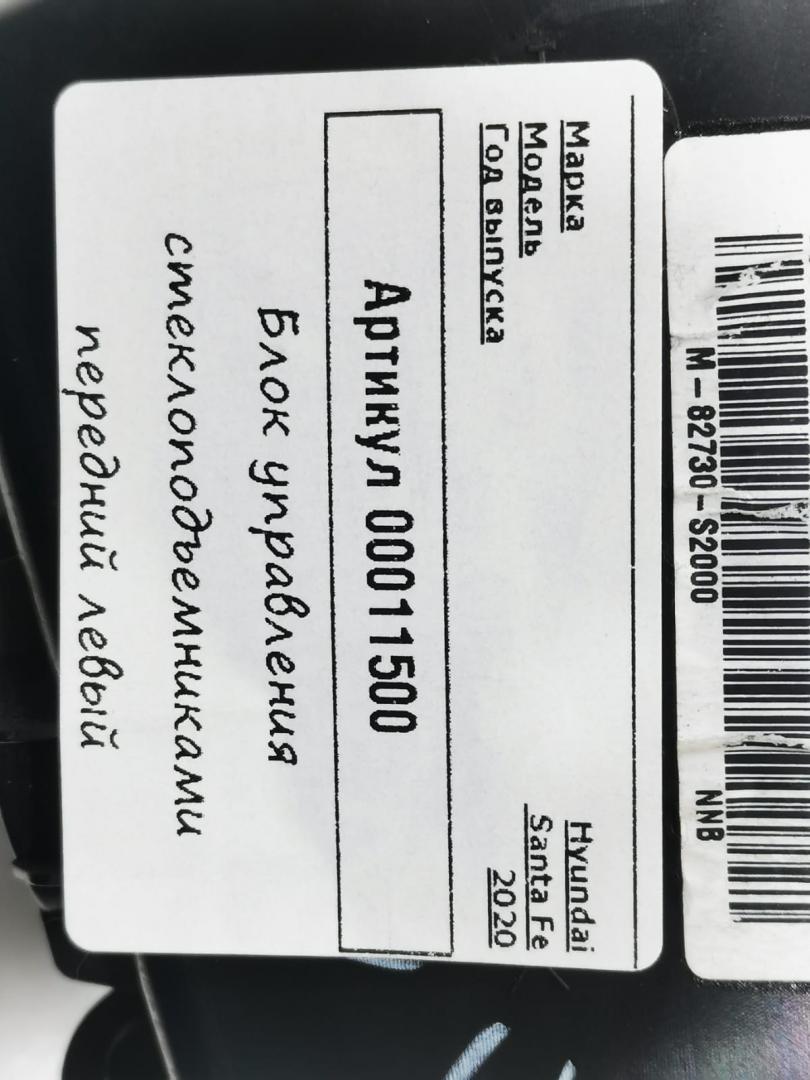 M-82730-S2000 NNB
Марка Hyundai
Модель Santa Fe
Год выпуска 2020
Артикул 00011500
Блок управления
стеклоподъемниками
передний левый